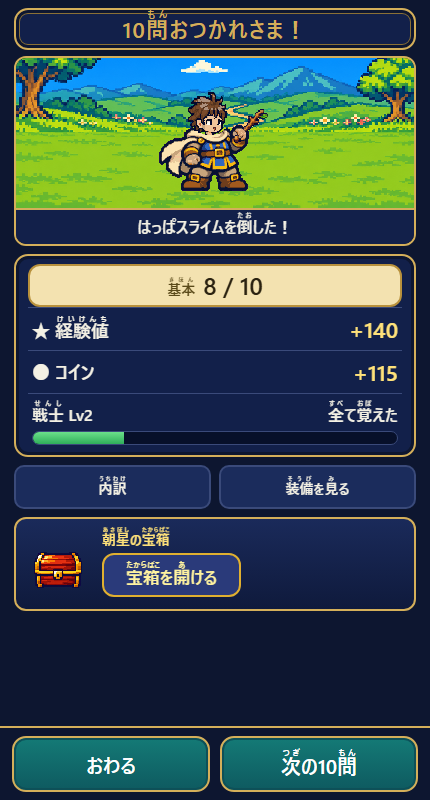 10問おつかれさま！
はっぱスライムを倒した！
基本 8 / 10
★ 経験値 +140
コイン +115
戦士 Lv2 全て覚えた
内訳 装備を見る
朝星の宝箱
宝箱を開ける
おわる 次の10問